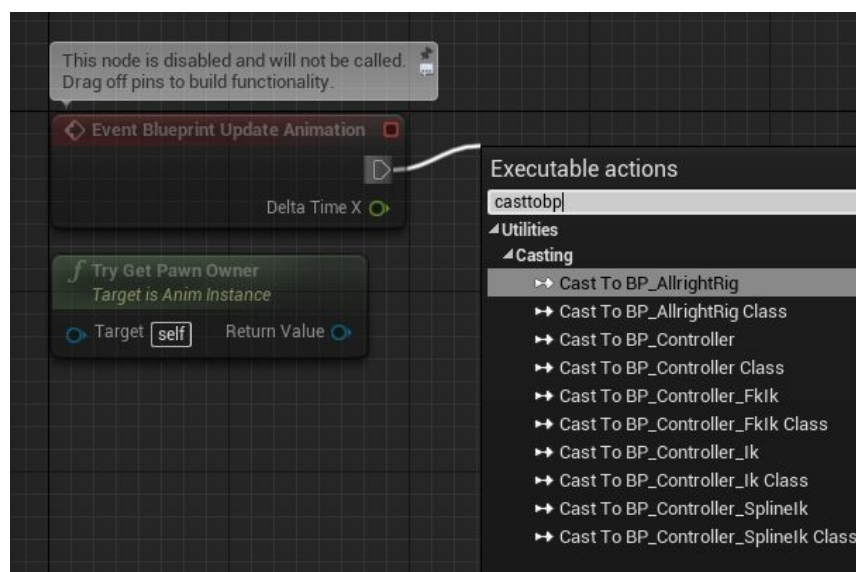 This node is disabled and will not be called.
Drag off pins to build functionality.
Event Blueprint Update Animation
Delta Time X
f Try Get Pawn Owner
Target is Anim Instance
Target self Return Value
Executable actions
casttobp
Utilities
Casting
Cast To BP_AllrightRig
Cast To BP_AllrightRig Class
Cast To BP_Controller
Cast To BP_Controller Class
Cast To BP_Controller_FkIk
Cast To BP_Controller_FkIk Class
Cast To BP_Controller_Ik
Cast To BP_Controller_Ik Class
Cast To BP_Controller_SplineIk
Cast To BP_Controller_SplineIk Class